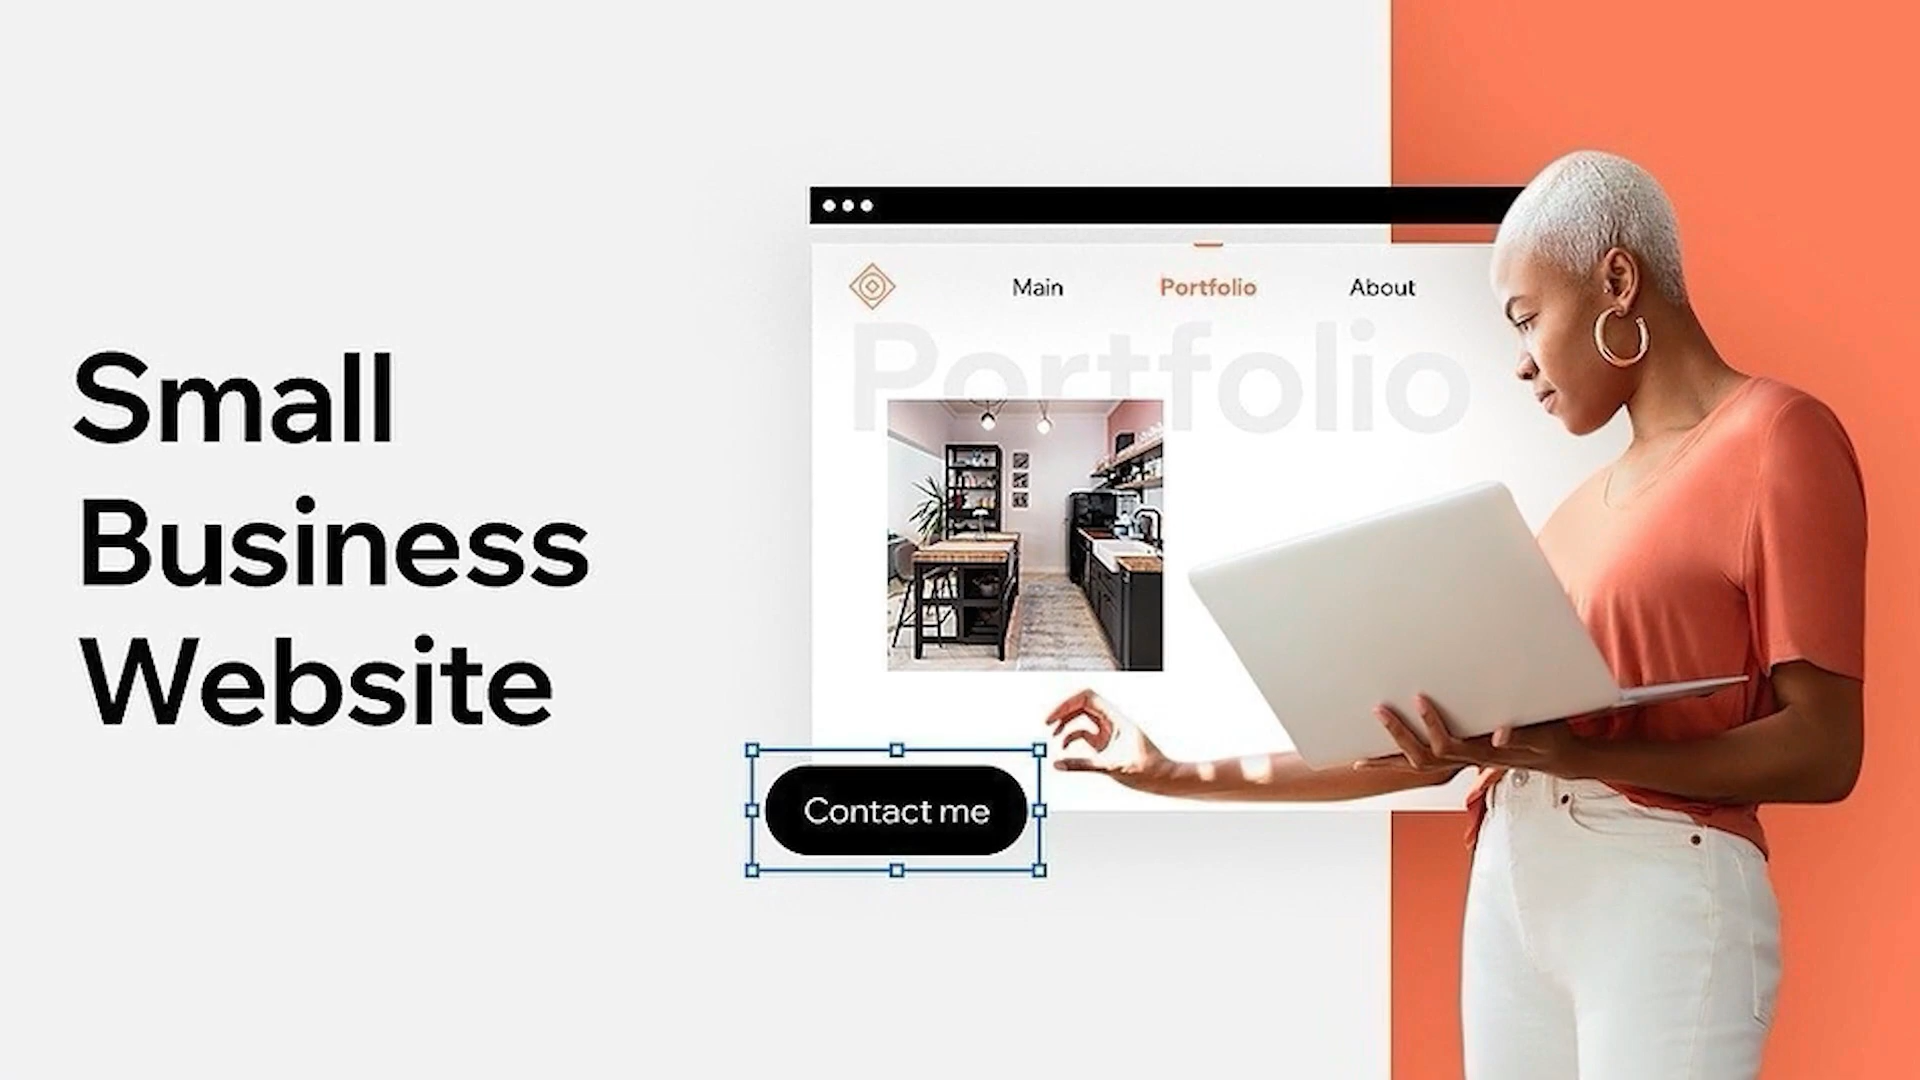 Small
Business
Website
Main Portfolio About
Portfolio
Contact me